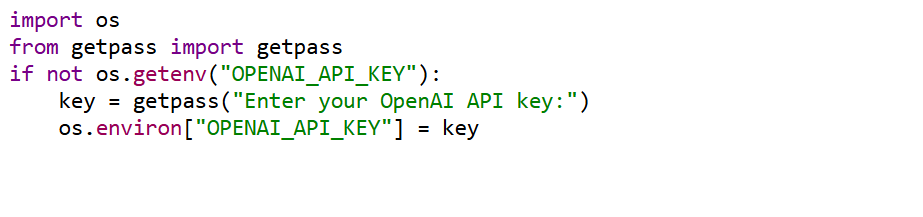 import os
from getpass import getpass
if not os.getenv("OPENAI_API_KEY"):
    key = getpass("Enter your OpenAI API key:")
    os.environ["OPENAI_API_KEY"] = key